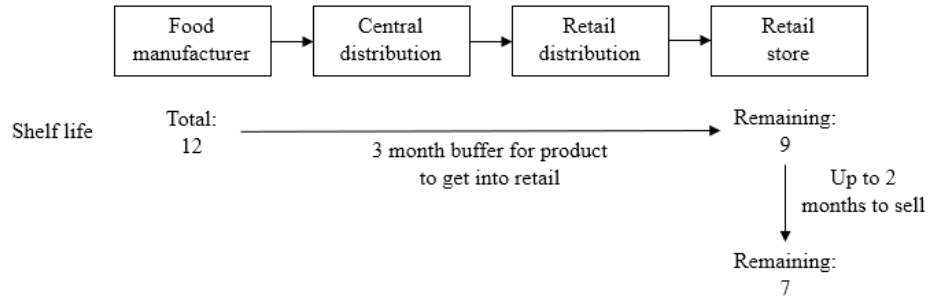 Food
manufacturer
Central
distribution
Retail
distribution
Retail
store
Shelf life
Total:
12
3 month buffer for product
to get into retail
Remaining:
9
Up to 2
months to sell
Remaining:
7